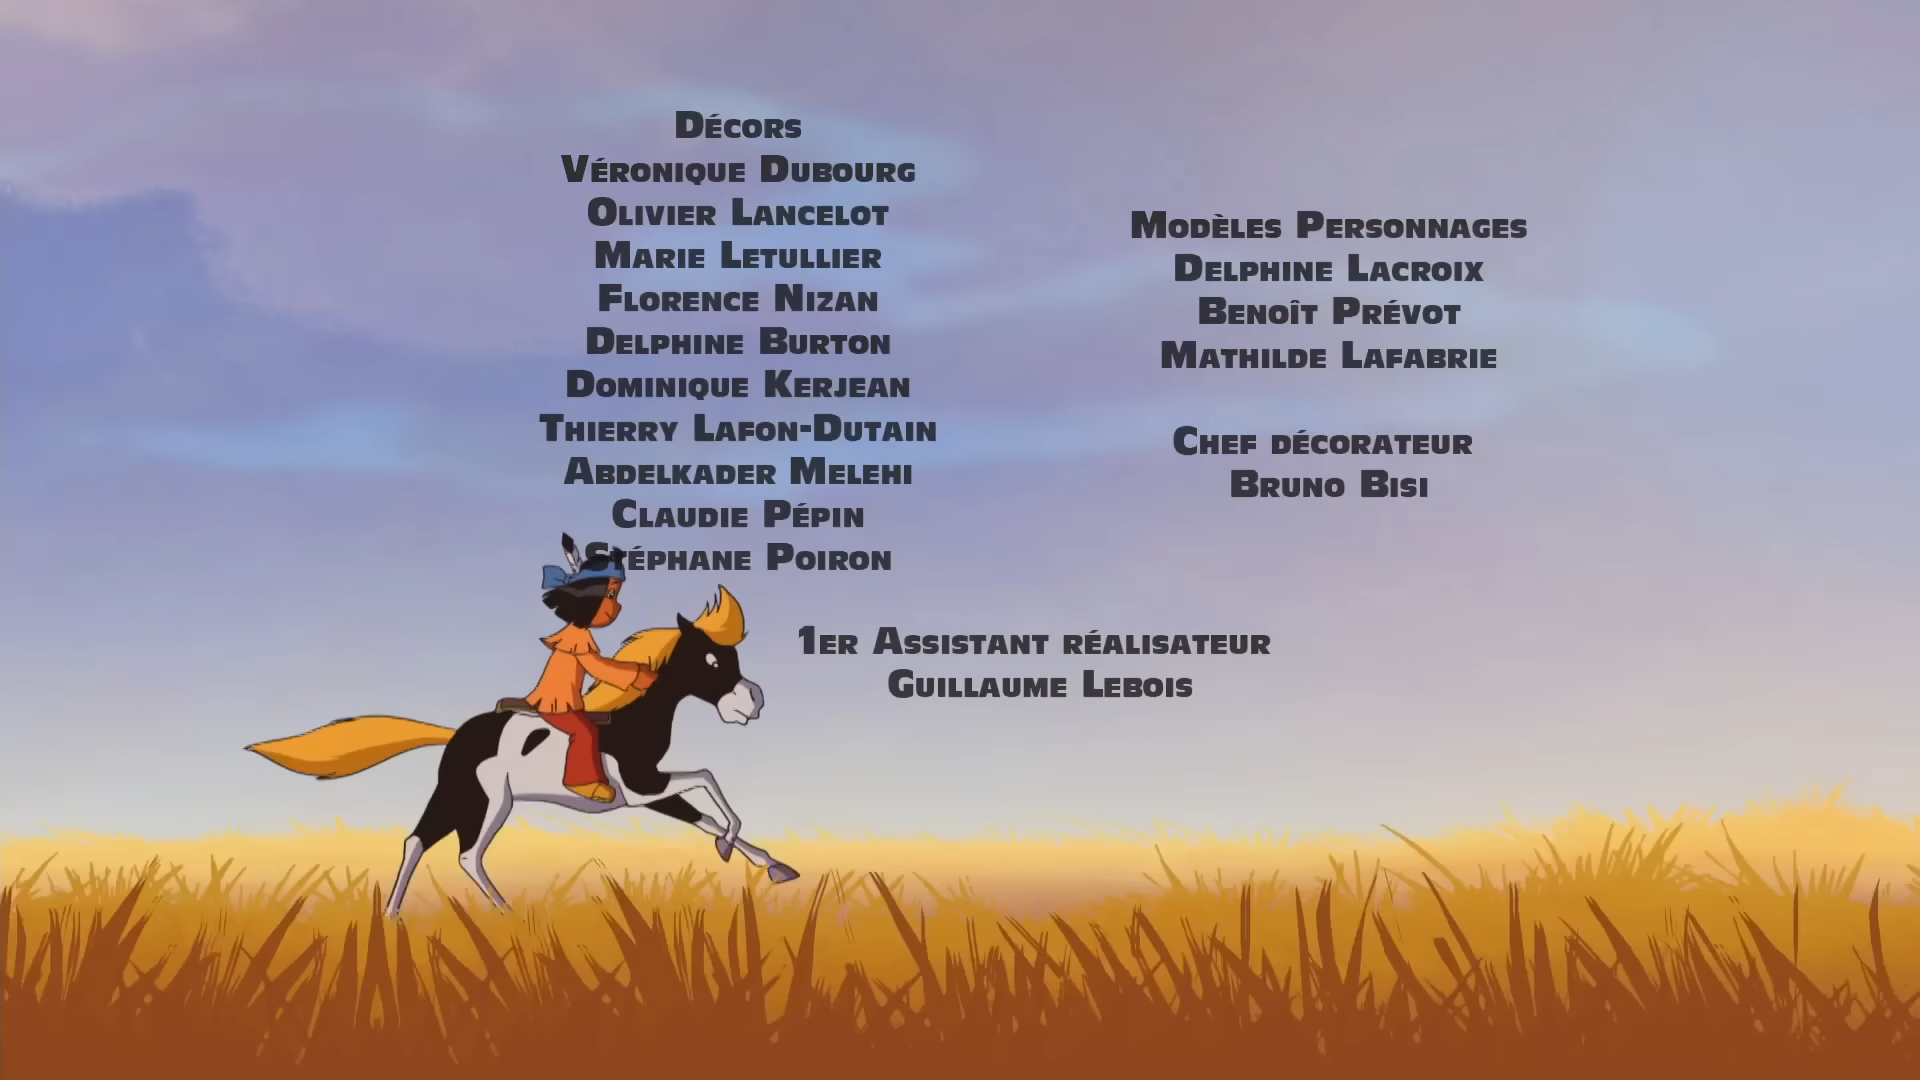 Décors
Véronique Dubourg
Olivier Lancelot
Marie Letullier
Florence Nizan
Delphine Burton
Dominique Kerjean
Thierry Lafon-Dutain
Abdelkader Melehi
Claudie Pépin
Stéphane Poiron
Modèles Personnages
Delphine Lacroix
Benoît Prévot
Mathilde Lafabrie
Chef décorateur
Bruno Bisi
1er Assistant réalisateur
Guillaume Lebois